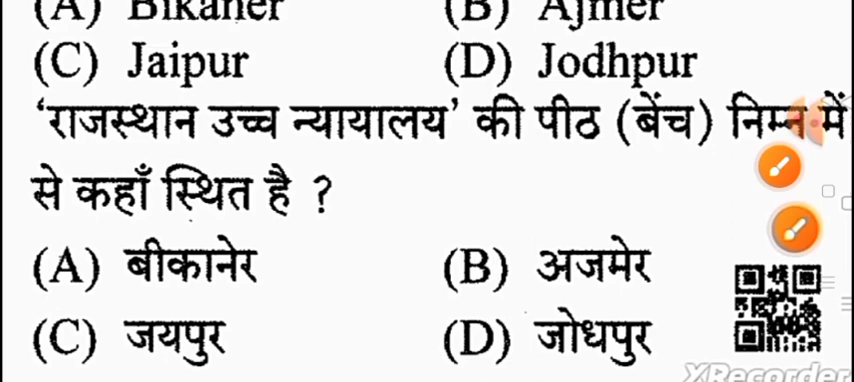 (A) Bikaner (B) Ajmer
(C) Jaipur (D) Jodhpur
‘राजस्थान उच्च न्यायालय’ की पीठ (बेंच) निम्न में
से कहाँ स्थित है ?
(A) बीकानेर (B) अजमेर
(C) जयपुर (D) जोधपुर
XRecorder